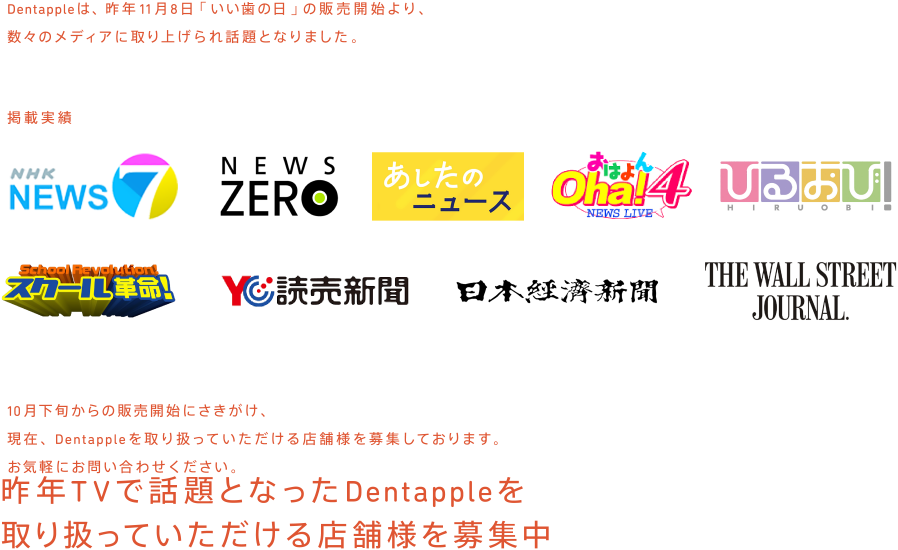 Dentappleは、昨年11月8日「いい歯の日」の販売開始より、
数々のメディアに取り上げられ話題となりました。
掲載実績
NHK
NEWS 7
NEWS
ZERO
あしたの
ニュース
おはよん
Oha!4
NEWS LIVE
ひるおび!
HIRUOBI!
School Revolution!
スクール革命!
YC読売新聞
日本經濟新聞
THE WALL STREET
JOURNAL.
10月下旬からの販売開始にさきがけ、
現在、Dentappleを取り扱っていただける店舗様を募集しております。
お気軽にお問い合わせください。
昨年TVで話題となったDentappleを
取り扱っていただける店舗様を募集中